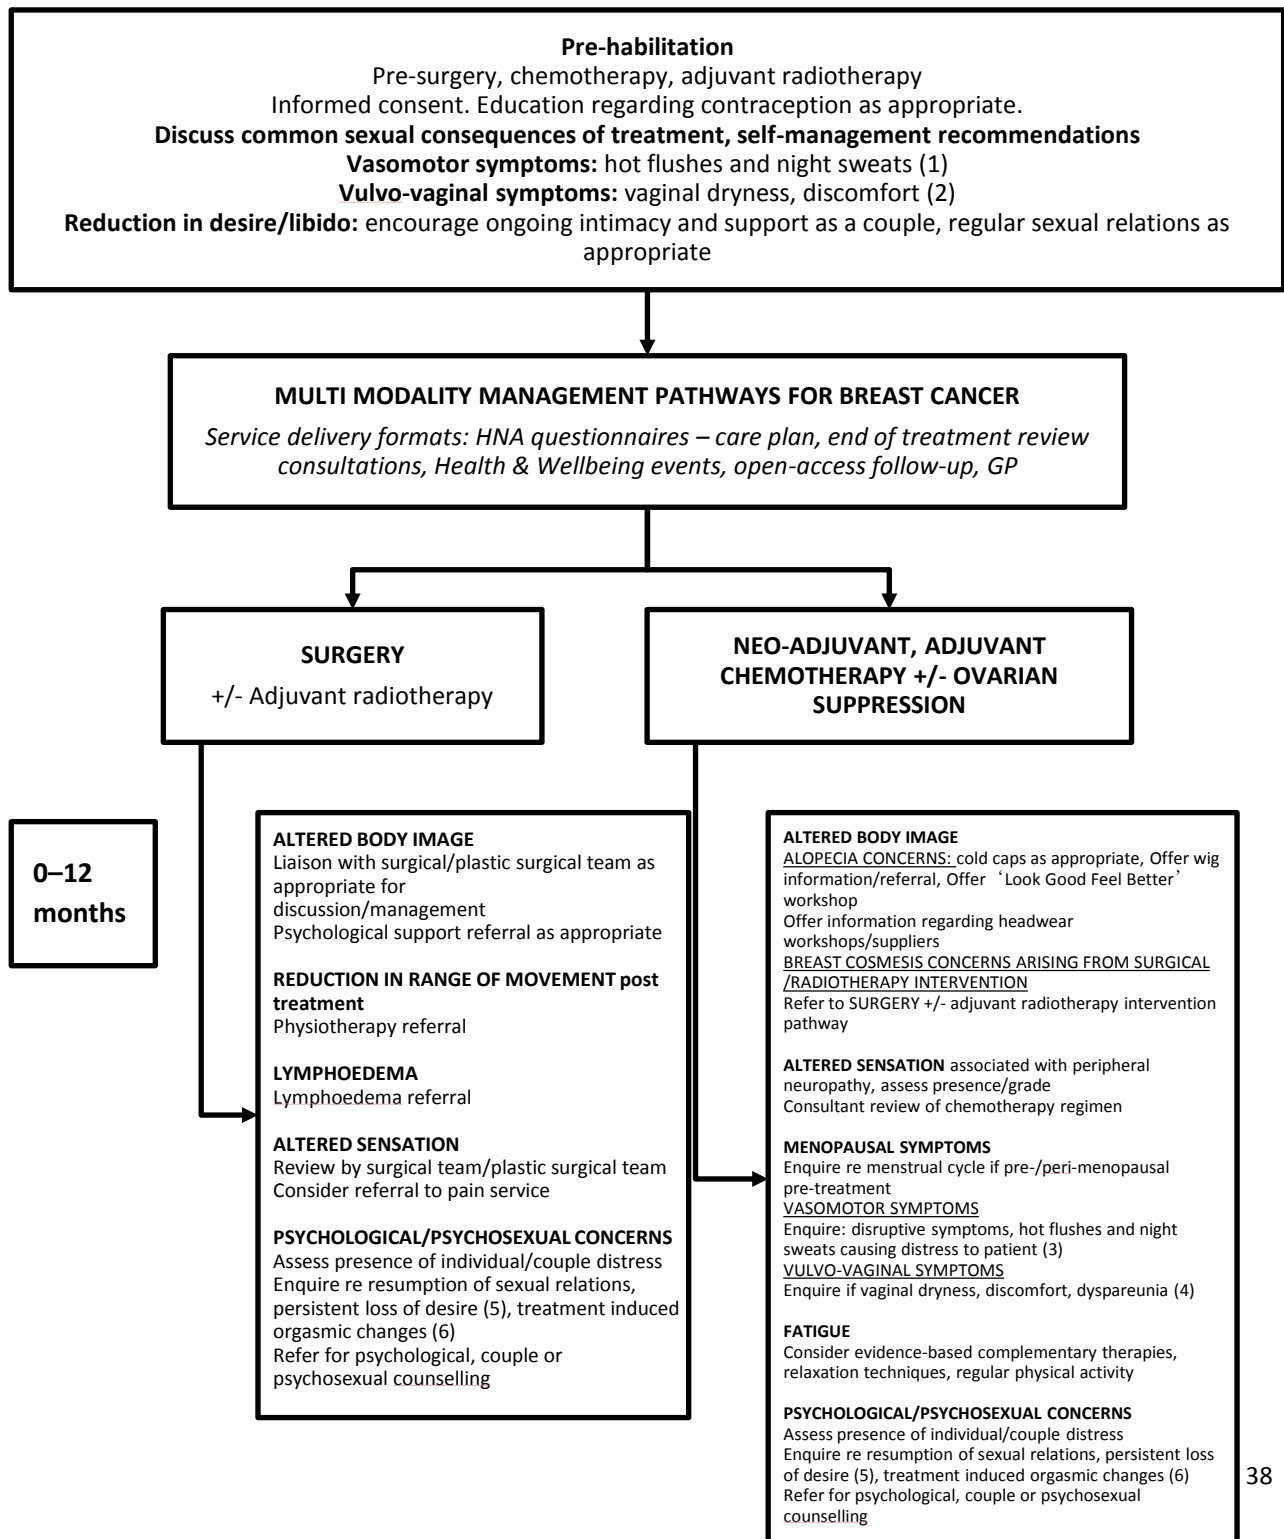 Pre-habilitation
Pre-surgery, chemotherapy, adjuvant radiotherapy
Informed consent. Education regarding contraception as appropriate.
Discuss common sexual consequences of treatment, self-management recommendations
Vasomotor symptoms: hot flushes and night sweats (1)
Vulvo-vaginal symptoms: vaginal dryness, discomfort (2)
Reduction in desire/libido: encourage ongoing intimacy and support as a couple, regular sexual relations as
appropriate
MULTI MODALITY MANAGEMENT PATHWAYS FOR BREAST CANCER
Service delivery formats: HNA questionnaires – care plan, end of treatment review
consultations, Health & Wellbeing events, open-access follow-up, GP
SURGERY
+/- Adjuvant radiotherapy
NEO-ADJUVANT, ADJUVANT
CHEMOTHERAPY +/- OVARIAN
SUPPRESSION
0–12
months
ALTERED BODY IMAGE
Liaison with surgical/plastic surgical team as
appropriate for
discussion/management
Psychological support referral as appropriate
REDUCTION IN RANGE OF MOVEMENT post
treatment
Physiotherapy referral
LYMPHOEDEMA
Lymphoedema referral
ALTERED SENSATION
Review by surgical team/plastic surgical team
Consider referral to pain service
PSYCHOLOGICAL/PSYCHOSEXUAL CONCERNS
Assess presence of individual/couple distress
Enquire re resumption of sexual relations,
persistent loss of desire (5), treatment induced
orgasmic changes (6)
Refer for psychological, couple or
psychosexual counselling
ALTERED BODY IMAGE
ALOPECIA CONCERNS: cold caps as appropriate, Offer wig
information/referral, Offer ‘Look Good Feel Better’
workshop
Offer information regarding headwear
workshops/suppliers
BREAST COSMESIS CONCERNS ARISING FROM SURGICAL
/RADIOTHERAPY INTERVENTION
Refer to SURGERY +/- adjuvant radiotherapy intervention
pathway
ALTERED SENSATION associated with peripheral
neuropathy, assess presence/grade
Consultant review of chemotherapy regimen
MENOPAUSAL SYMPTOMS
Enquire re menstrual cycle if pre-/peri-menopausal
pre-treatment
VASOMOTOR SYMPTOMS
Enquire: disruptive symptoms, hot flushes and night
sweats causing distress to patient (3)
VULVO-VAGINAL SYMPTOMS
Enquire if vaginal dryness, discomfort, dyspareunia (4)
FATIGUE
Consider evidence-based complementary therapies,
relaxation techniques, regular physical activity
PSYCHOLOGICAL/PSYCHOSEXUAL CONCERNS
Assess presence of individual/couple distress
Enquire re resumption of sexual relations, persistent loss
of desire (5), treatment induced orgasmic changes (6)
Refer for psychological, couple or psychosexual
counselling
38